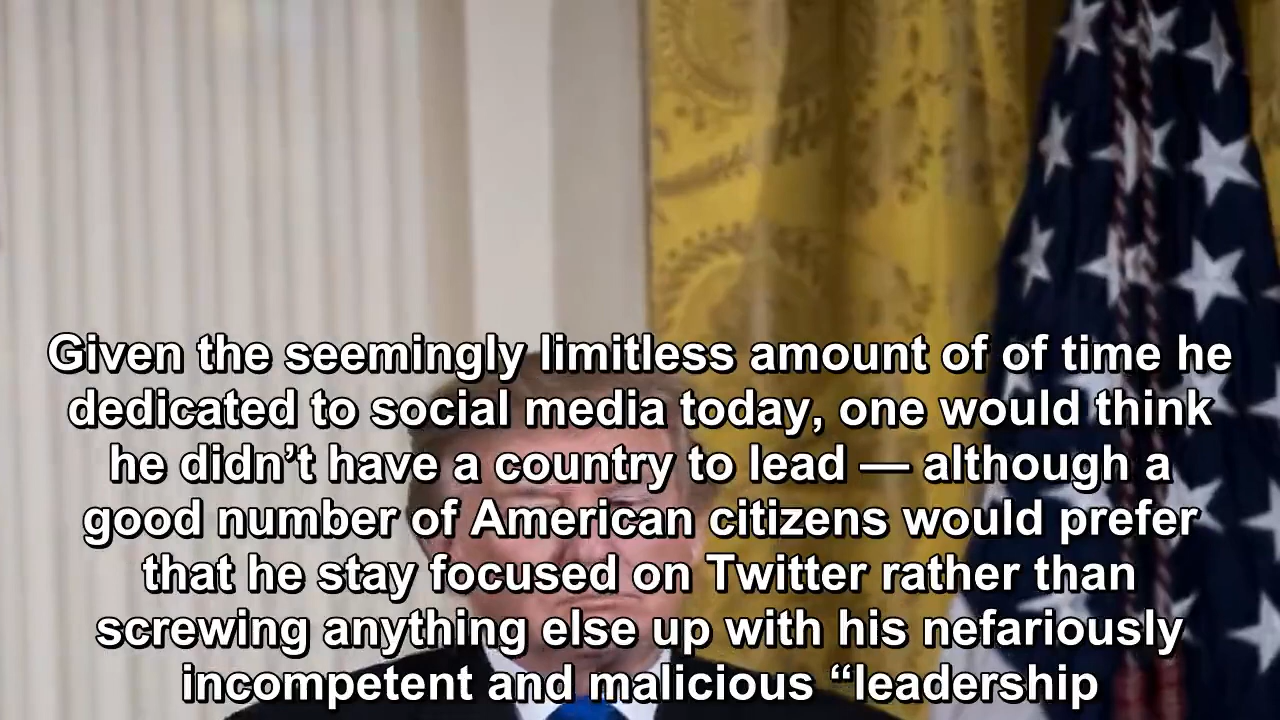 Given the seemingly limitless amount of of time he
dedicated to social media today, one would think
he didn’t have a country to lead — although a
good number of American citizens would prefer
that he stay focused on Twitter rather than
screwing anything else up with his nefariously
incompetent and malicious “leadership